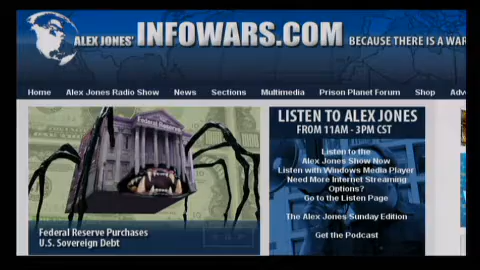 ALEX JONES' INFOWARS.COM BECAUSE THERE IS A WAR
Home Alex Jones Radio Show News Sections Multimedia Prison Planet Forum Shop Adv
Federal Reserve
LISTEN TO ALEX JONES
FROM 11AM - 3PM CST
Listen to the
Alex Jones Show Now
Listen with Windows Media Player
Need More Internet Streaming
Options?
Go to the Listen Page
The Alex Jones Sunday Edition
Get the Podcast
Federal Reserve Purchases
U.S. Sovereign Debt